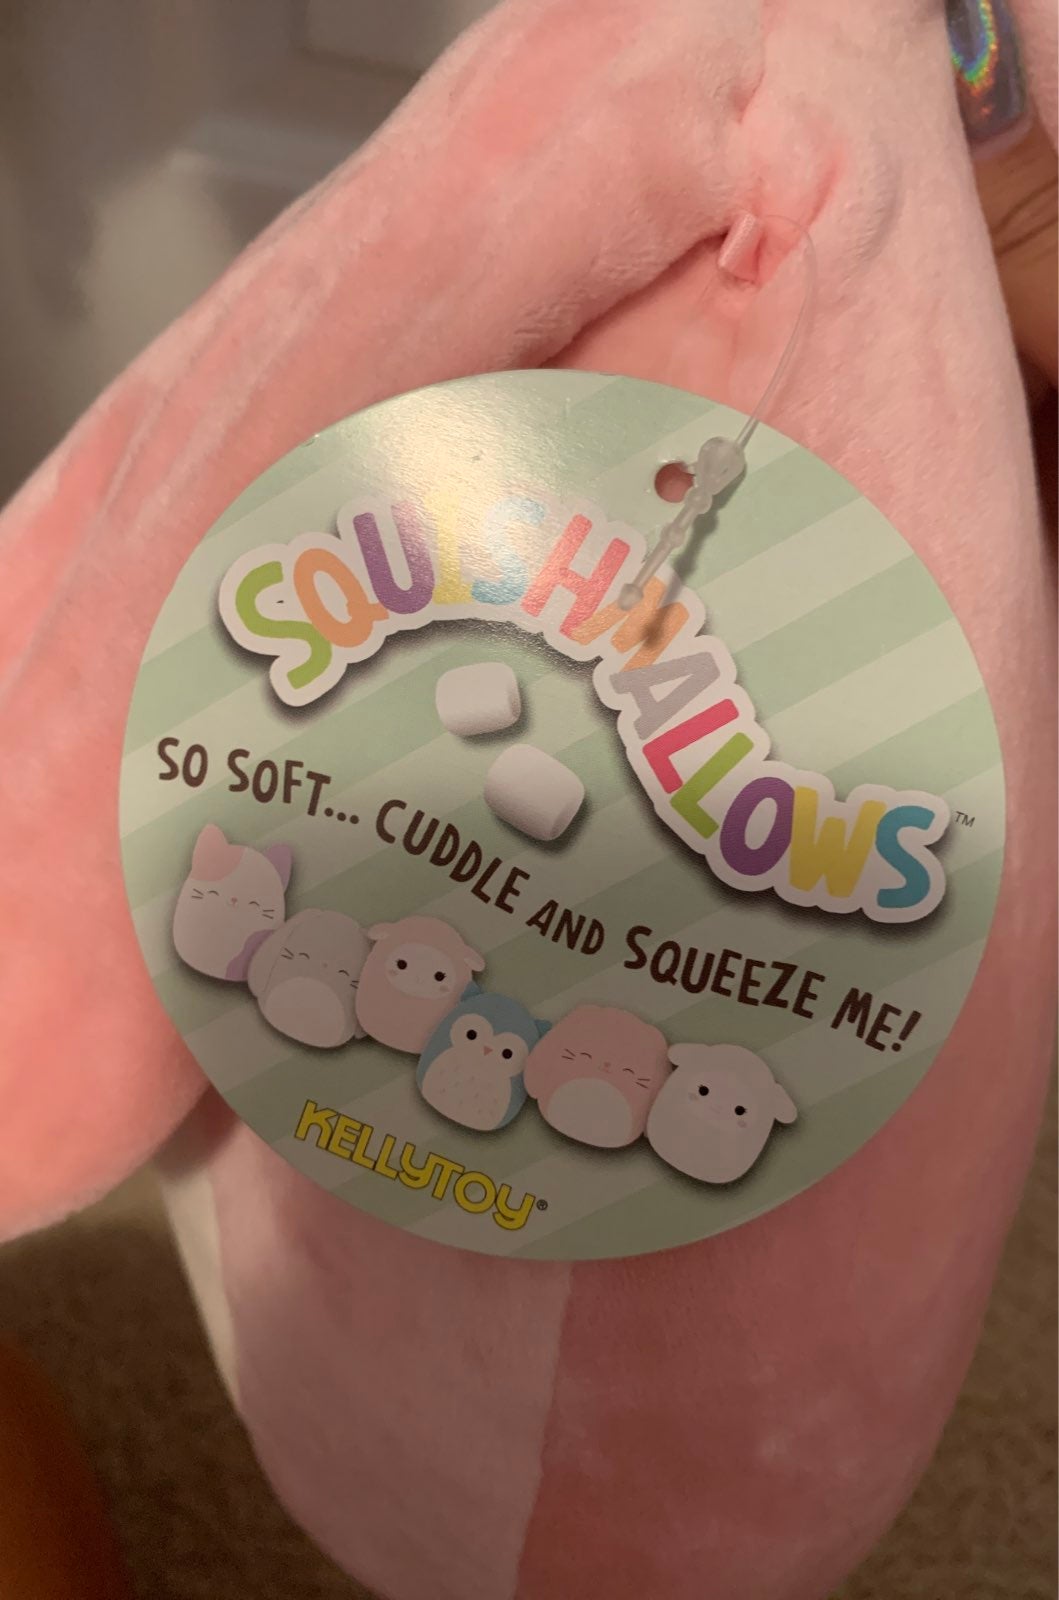 SQUISHMALLOWS™
SO SOFT... CUDDLE AND SQUEEZE ME!
KELLYTOY®